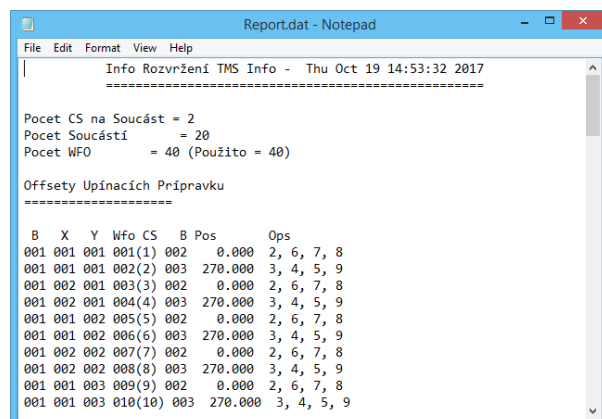 Report.dat - Notepad
File Edit Format View Help
Info Rozvržení TMS Info - Thu Oct 19 14:53:32 2017
====================================================
Pocet CS na Soucást = 2
Pocet Soucástí = 20
Pocet WFO = 40 (Použito = 40)
Offsety Upínacích Prípravku
=====================
B X Y Wfo CS B Pos Ops
001 001 001 001(1) 002 0.000 2, 6, 7, 8
001 001 001 002(2) 003 270.000 3, 4, 5, 9
001 002 001 003(3) 002 0.000 2, 6, 7, 8
001 002 001 004(4) 003 270.000 3, 4, 5, 9
001 001 002 005(5) 002 0.000 2, 6, 7, 8
001 001 002 006(6) 003 270.000 3, 4, 5, 9
001 002 002 007(7) 002 0.000 2, 6, 7, 8
001 002 002 008(8) 003 270.000 3, 4, 5, 9
001 001 003 009(9) 002 0.000 2, 6, 7, 8
001 001 003 010(10) 003 270.000 3, 4, 5, 9